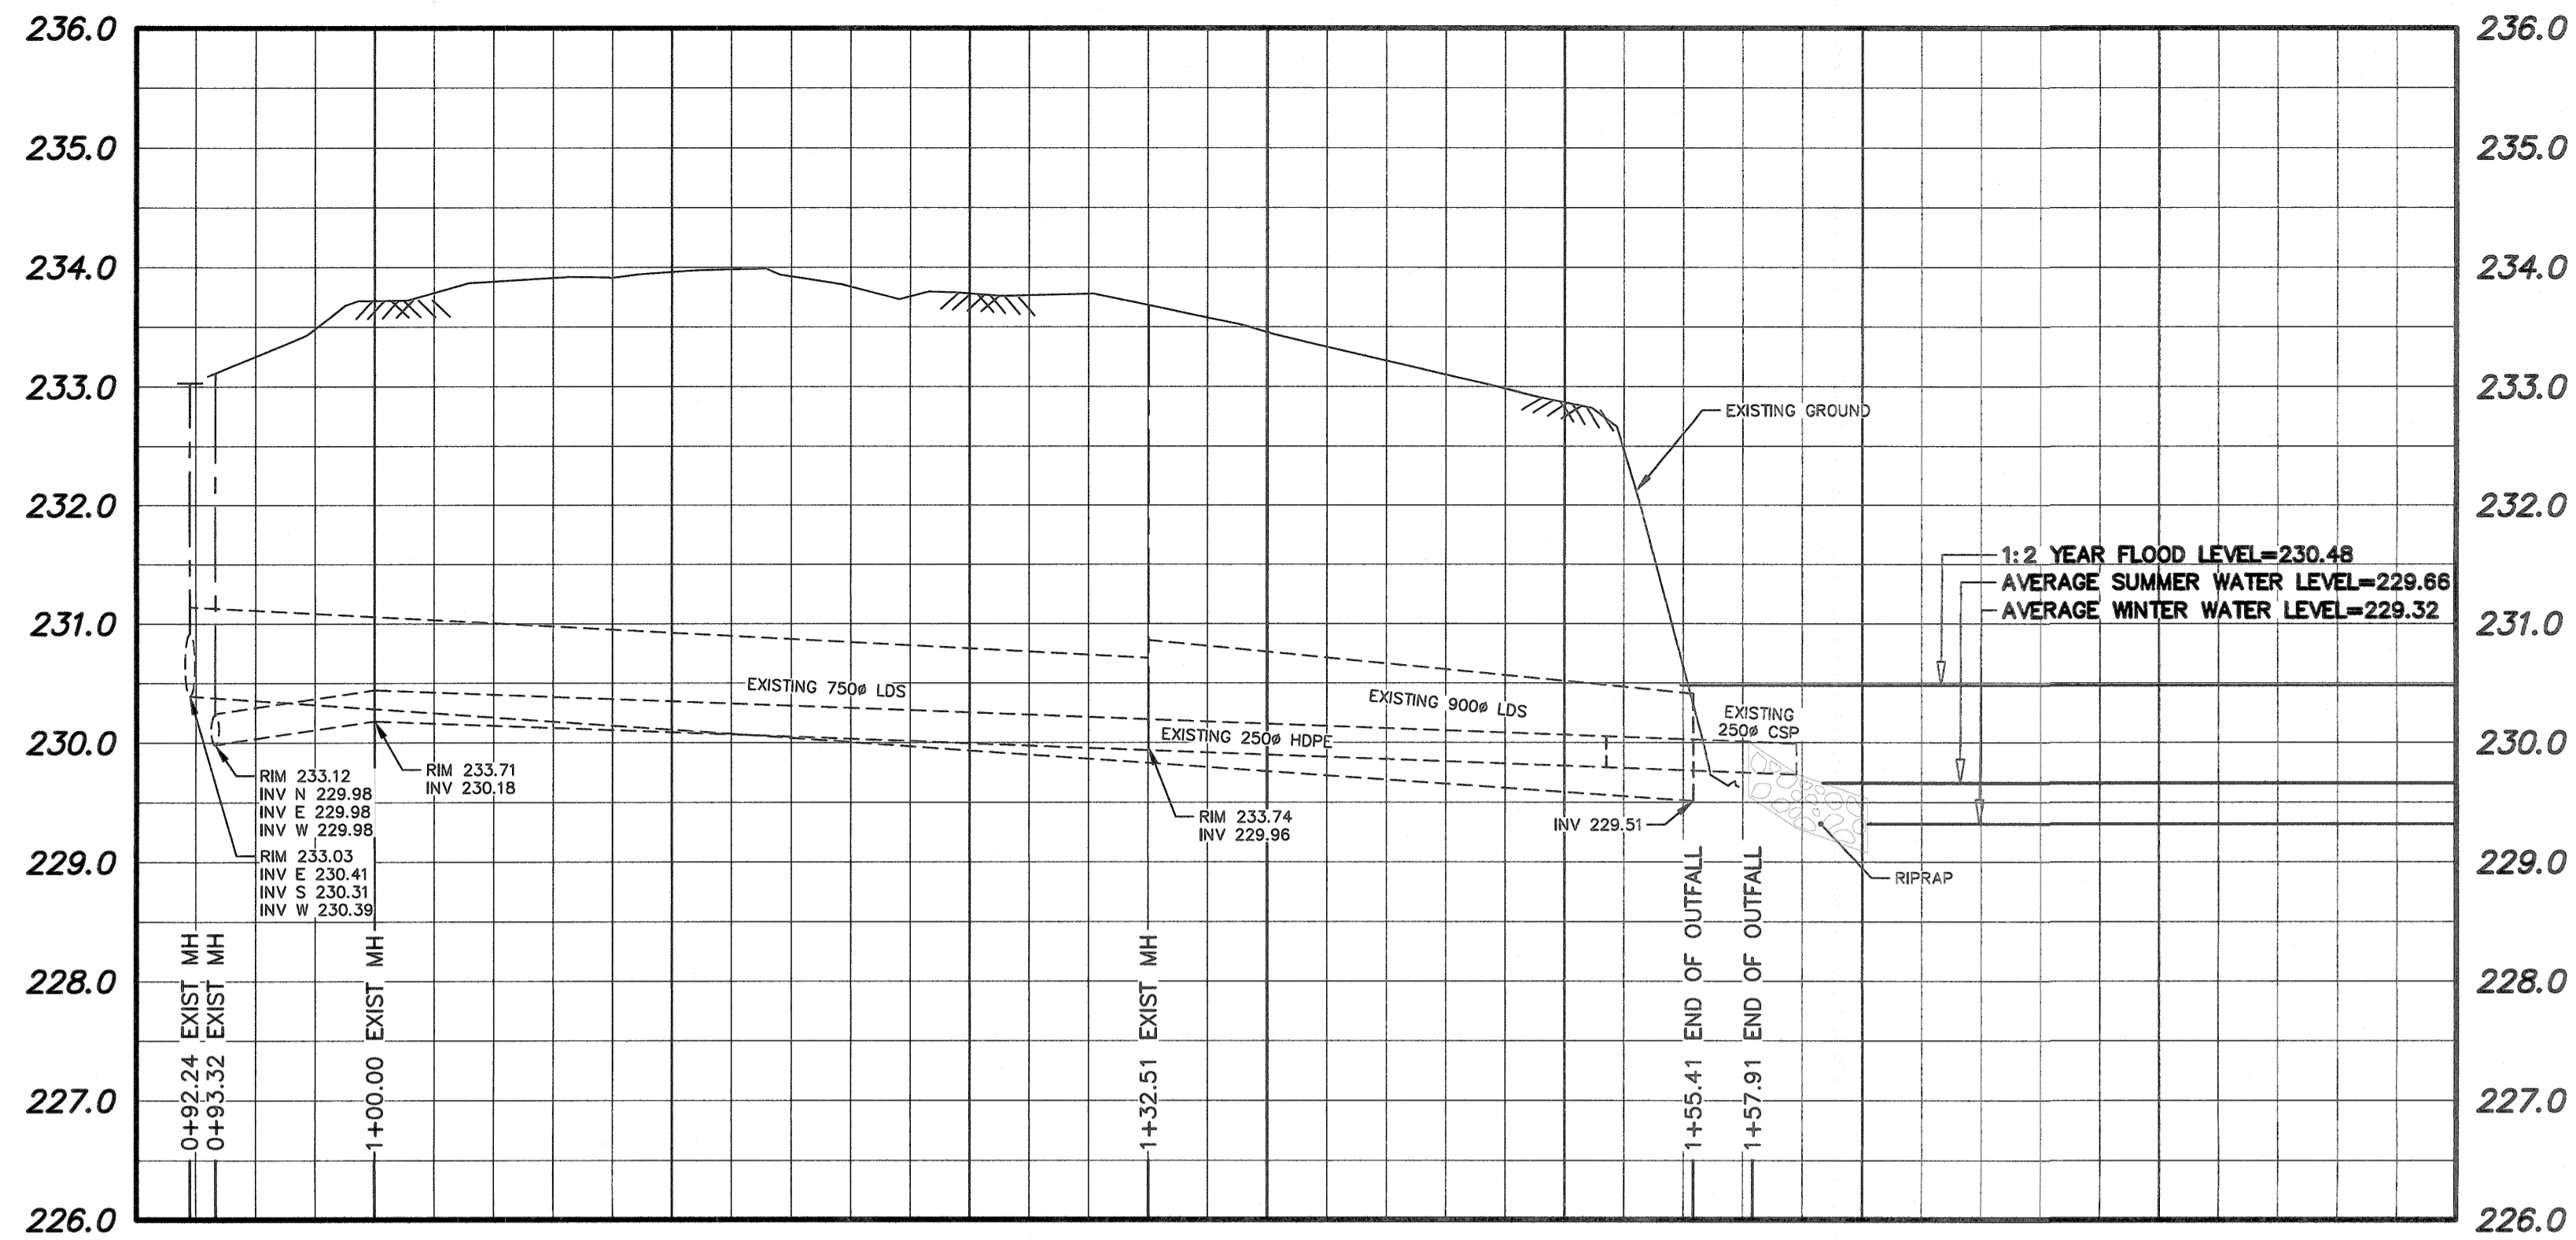 236.0
235.0
234.0
233.0
232.0
231.0
230.0
229.0
228.0
227.0
226.0
236.0
235.0
234.0
233.0
232.0
231.0
230.0
229.0
228.0
227.0
226.0
EXISTING GROUND
1:2 YEAR FLOOD LEVEL=230.48
AVERAGE SUMMER WATER LEVEL=229.66
AVERAGE WINTER WATER LEVEL=229.32
EXISTING 750ø LDS
EXISTING 900ø LDS
EXISTING 250ø HDPE
EXISTING
250ø CSP
RIM 233.12
INV N 229.98
INV E 229.98
INV W 229.98
RIM 233.03
INV E 230.41
INV S 230.31
INV W 230.39
RIM 233.71
INV 230.18
RIM 233.74
INV 229.96
INV 229.51
RIPRAP
0+92.24 EXIST MH
0+93.32 EXIST MH
1+00.00 EXIST MH
1+32.51 EXIST MH
1+55.41 END OF OUTFALL
1+57.91 END OF OUTFALL